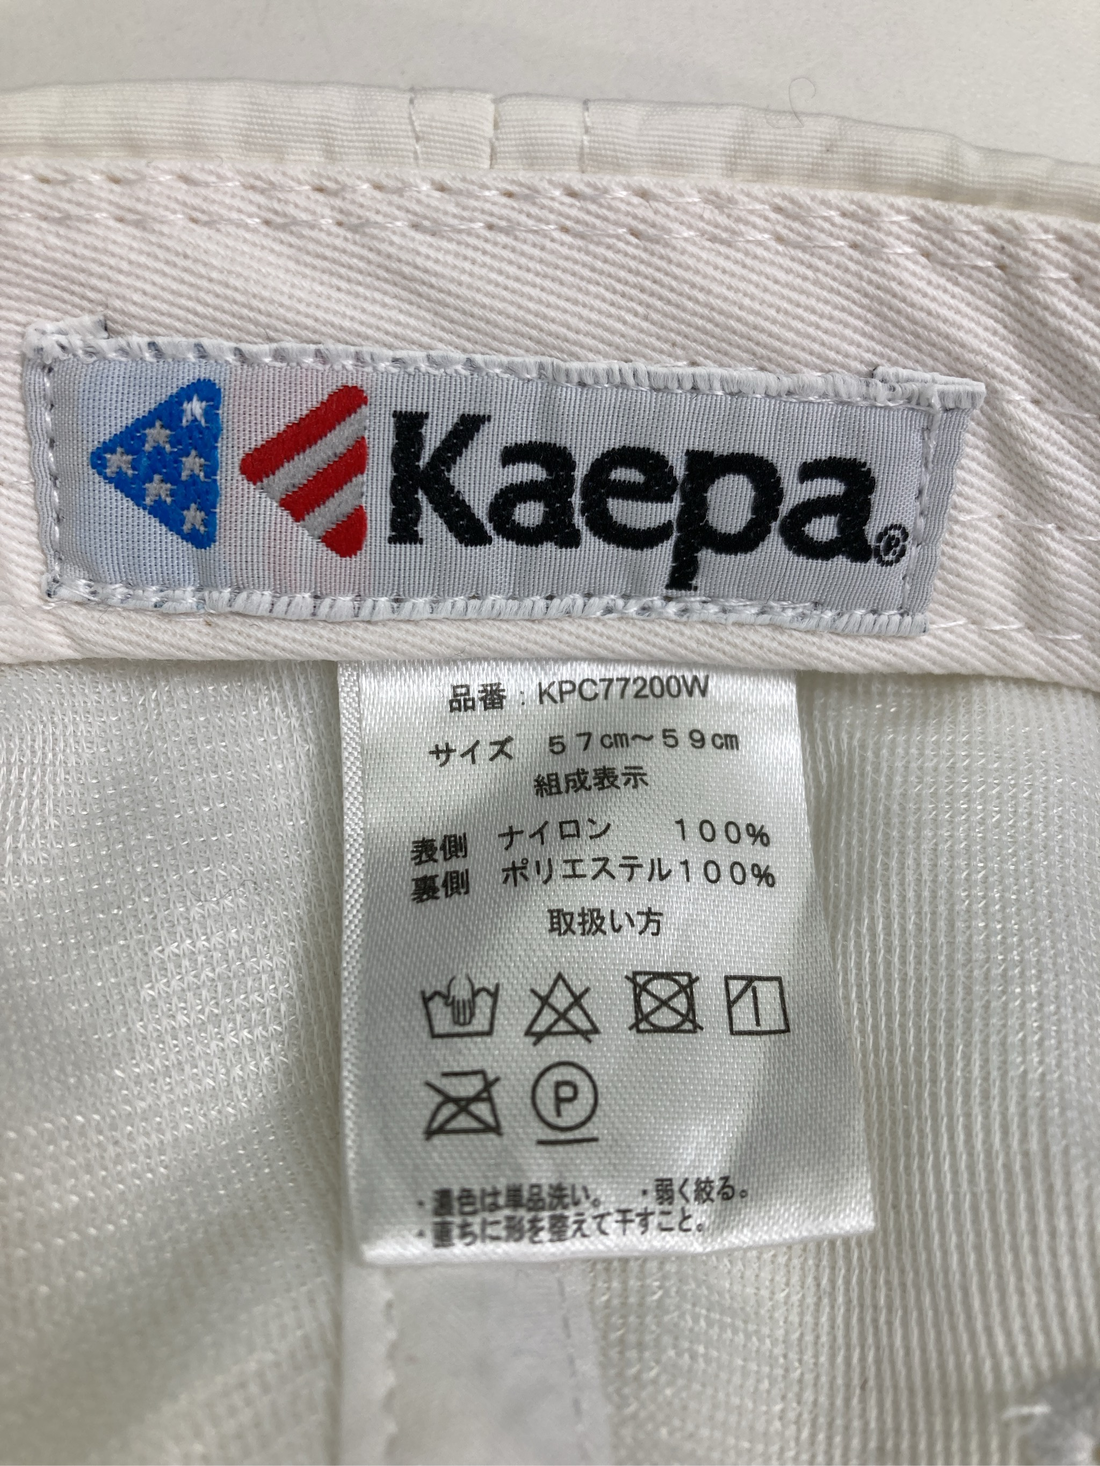 Kaepa®
品番:KPC77200W
サイズ 57㎝~59㎝
組成表示
表側 ナイロン 100%
裏側 ポリエステル100%
取扱い方
P
・濃色は単品洗い。 ・弱く絞る。
・直ちに形を整えて干すこと。